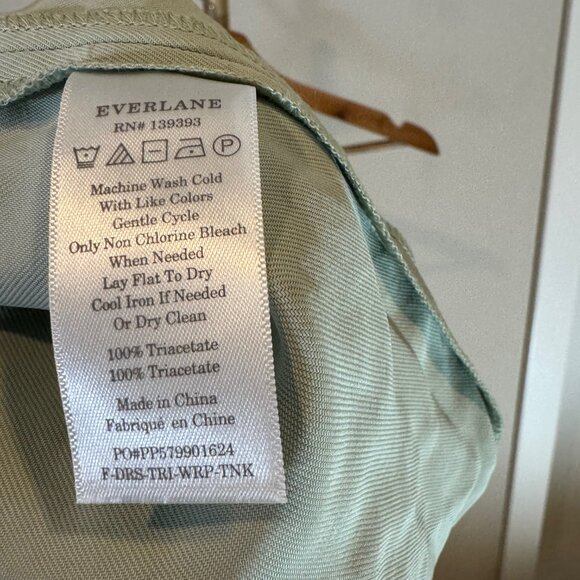 EVERLANE
RN# 139393
P
Machine Wash Cold
With Like Colors
Gentle Cycle
Only Non Chlorine Bleach
When Needed
Lay Flat To Dry
Cool Iron If Needed
Or Dry Clean
100% Triacetate
100% Triacetate
Made in China
Fabriqué en Chine
PO#PP579901624
F-DRS-TRI-WRP-TNK